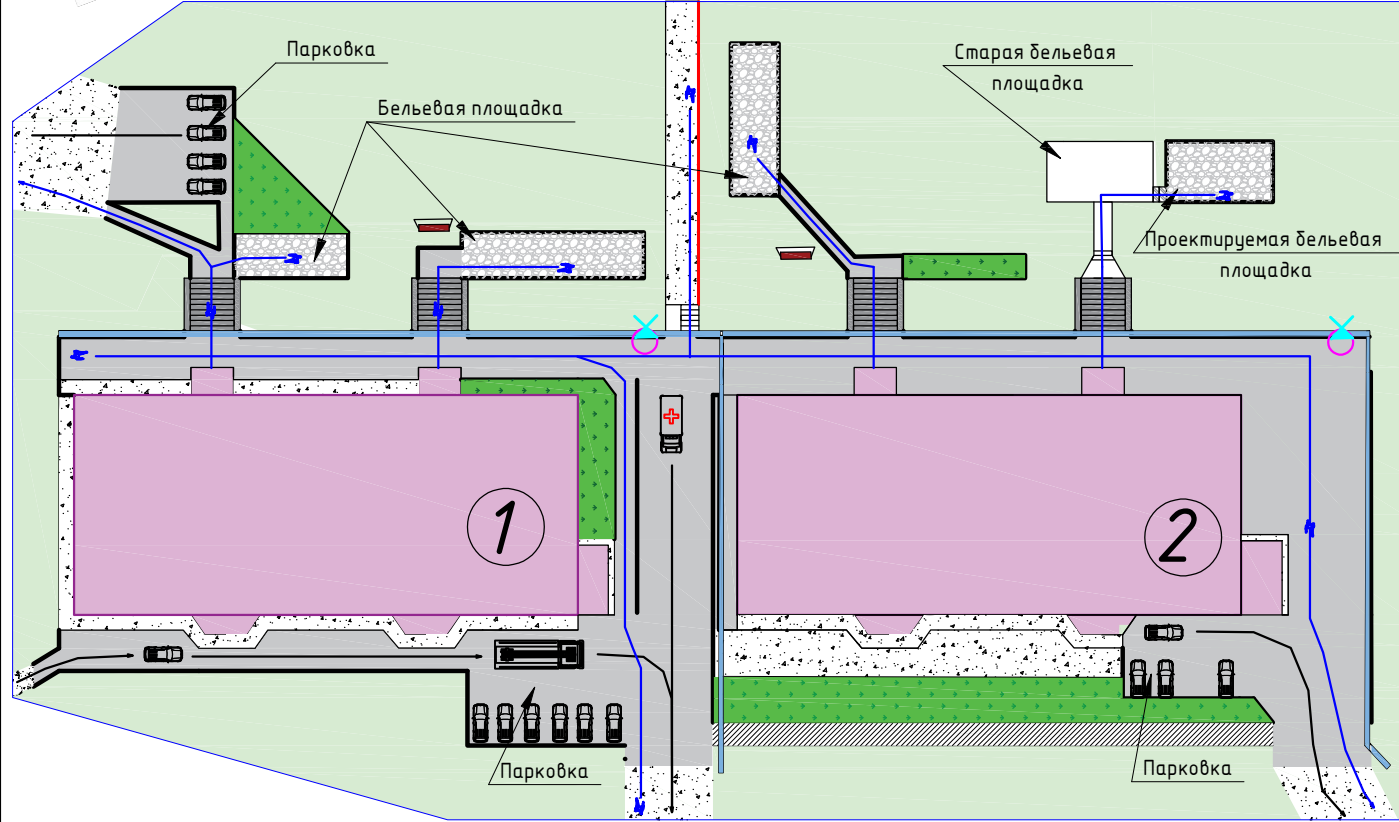 Парковка
Бельевая площадка
Старая бельевая
площадка
Проектируемая бельевая
площадка
1
2
Парковка
Парковка